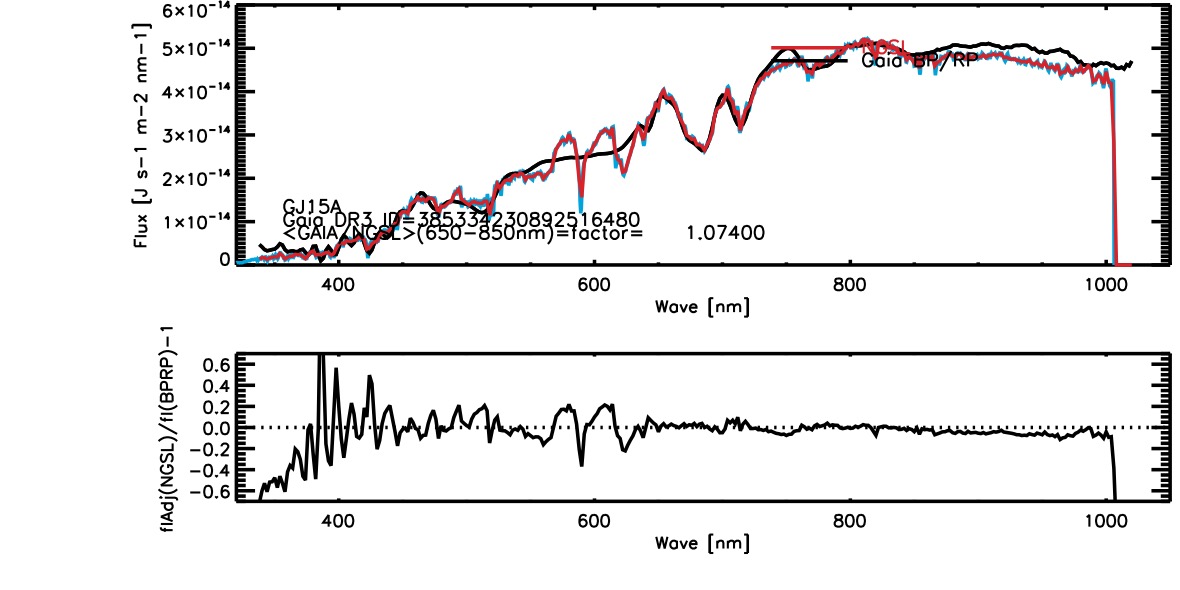 6×10−14
5×10−14
4×10−14
3×10−14
2×10−14
1×10−14
0
Flux [J s−1 m−2 nm−1]
NGSL
Gaia BP/RP
GJ15A
Gaia DR3 ID=385334230892516480
<GAIA/NGSL>(650−850nm)=factor= 1.07400
400 600 800 1000
Wave [nm]
0.6
0.4
0.2
0.0
−0.2
−0.4
−0.6
flAdj(NGSL)/fl(BPRP)−1
400 600 800 1000
Wave [nm]